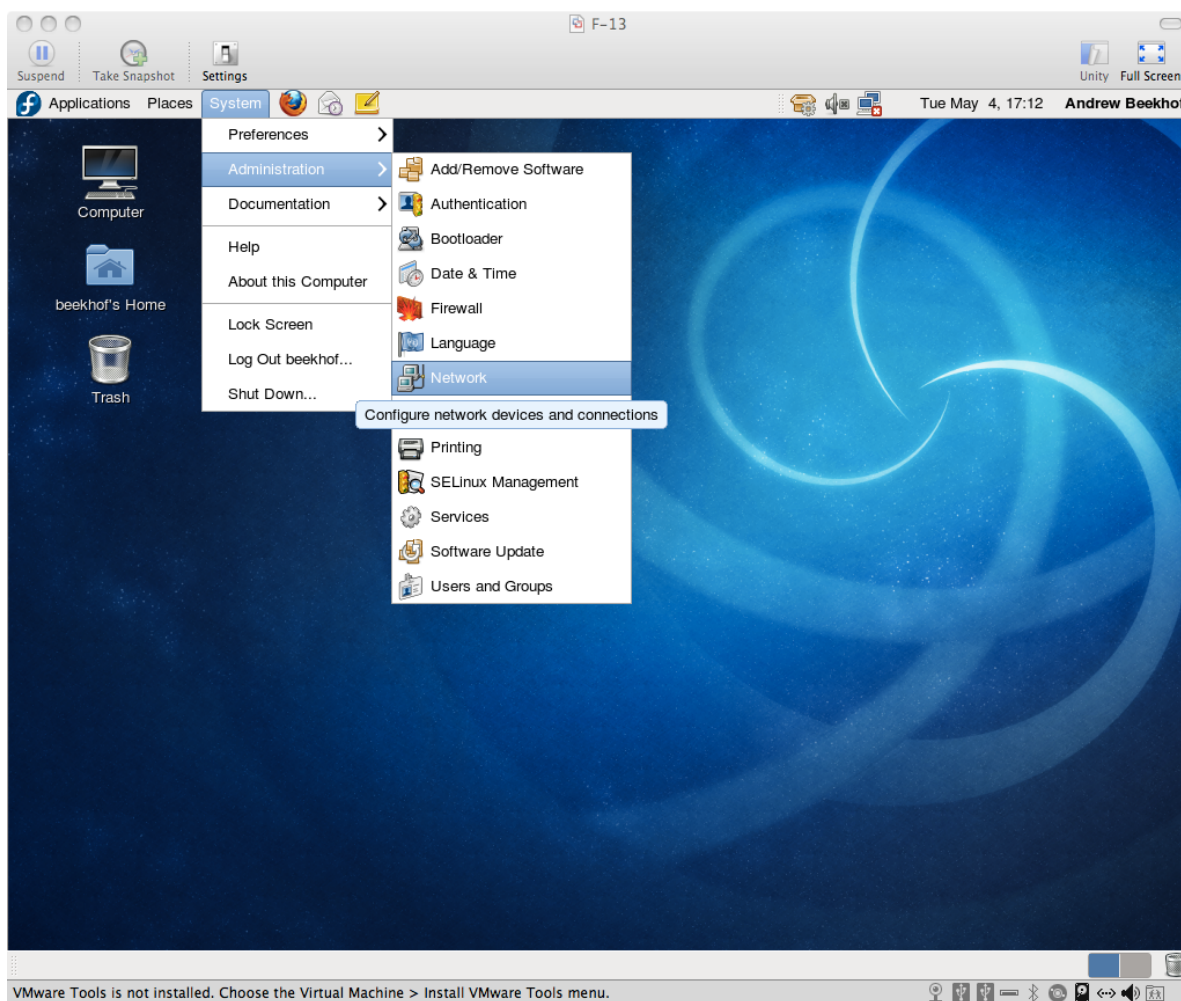 F-13
Suspend Take Snapshot Settings Unity Full Screen
Applications Places System Tue May 4, 17:12 Andrew Beekhof
Preferences
Administration
Documentation
Help
About this Computer
Lock Screen
Log Out beekhof...
Shut Down...
Add/Remove Software
Authentication
Bootloader
Date & Time
Firewall
Language
Network
Configure network devices and connections
Printing
SELinux Management
Services
Software Update
Users and Groups
Computer
beekhof's Home
Trash
VMware Tools is not installed. Choose the Virtual Machine > Install VMware Tools menu.